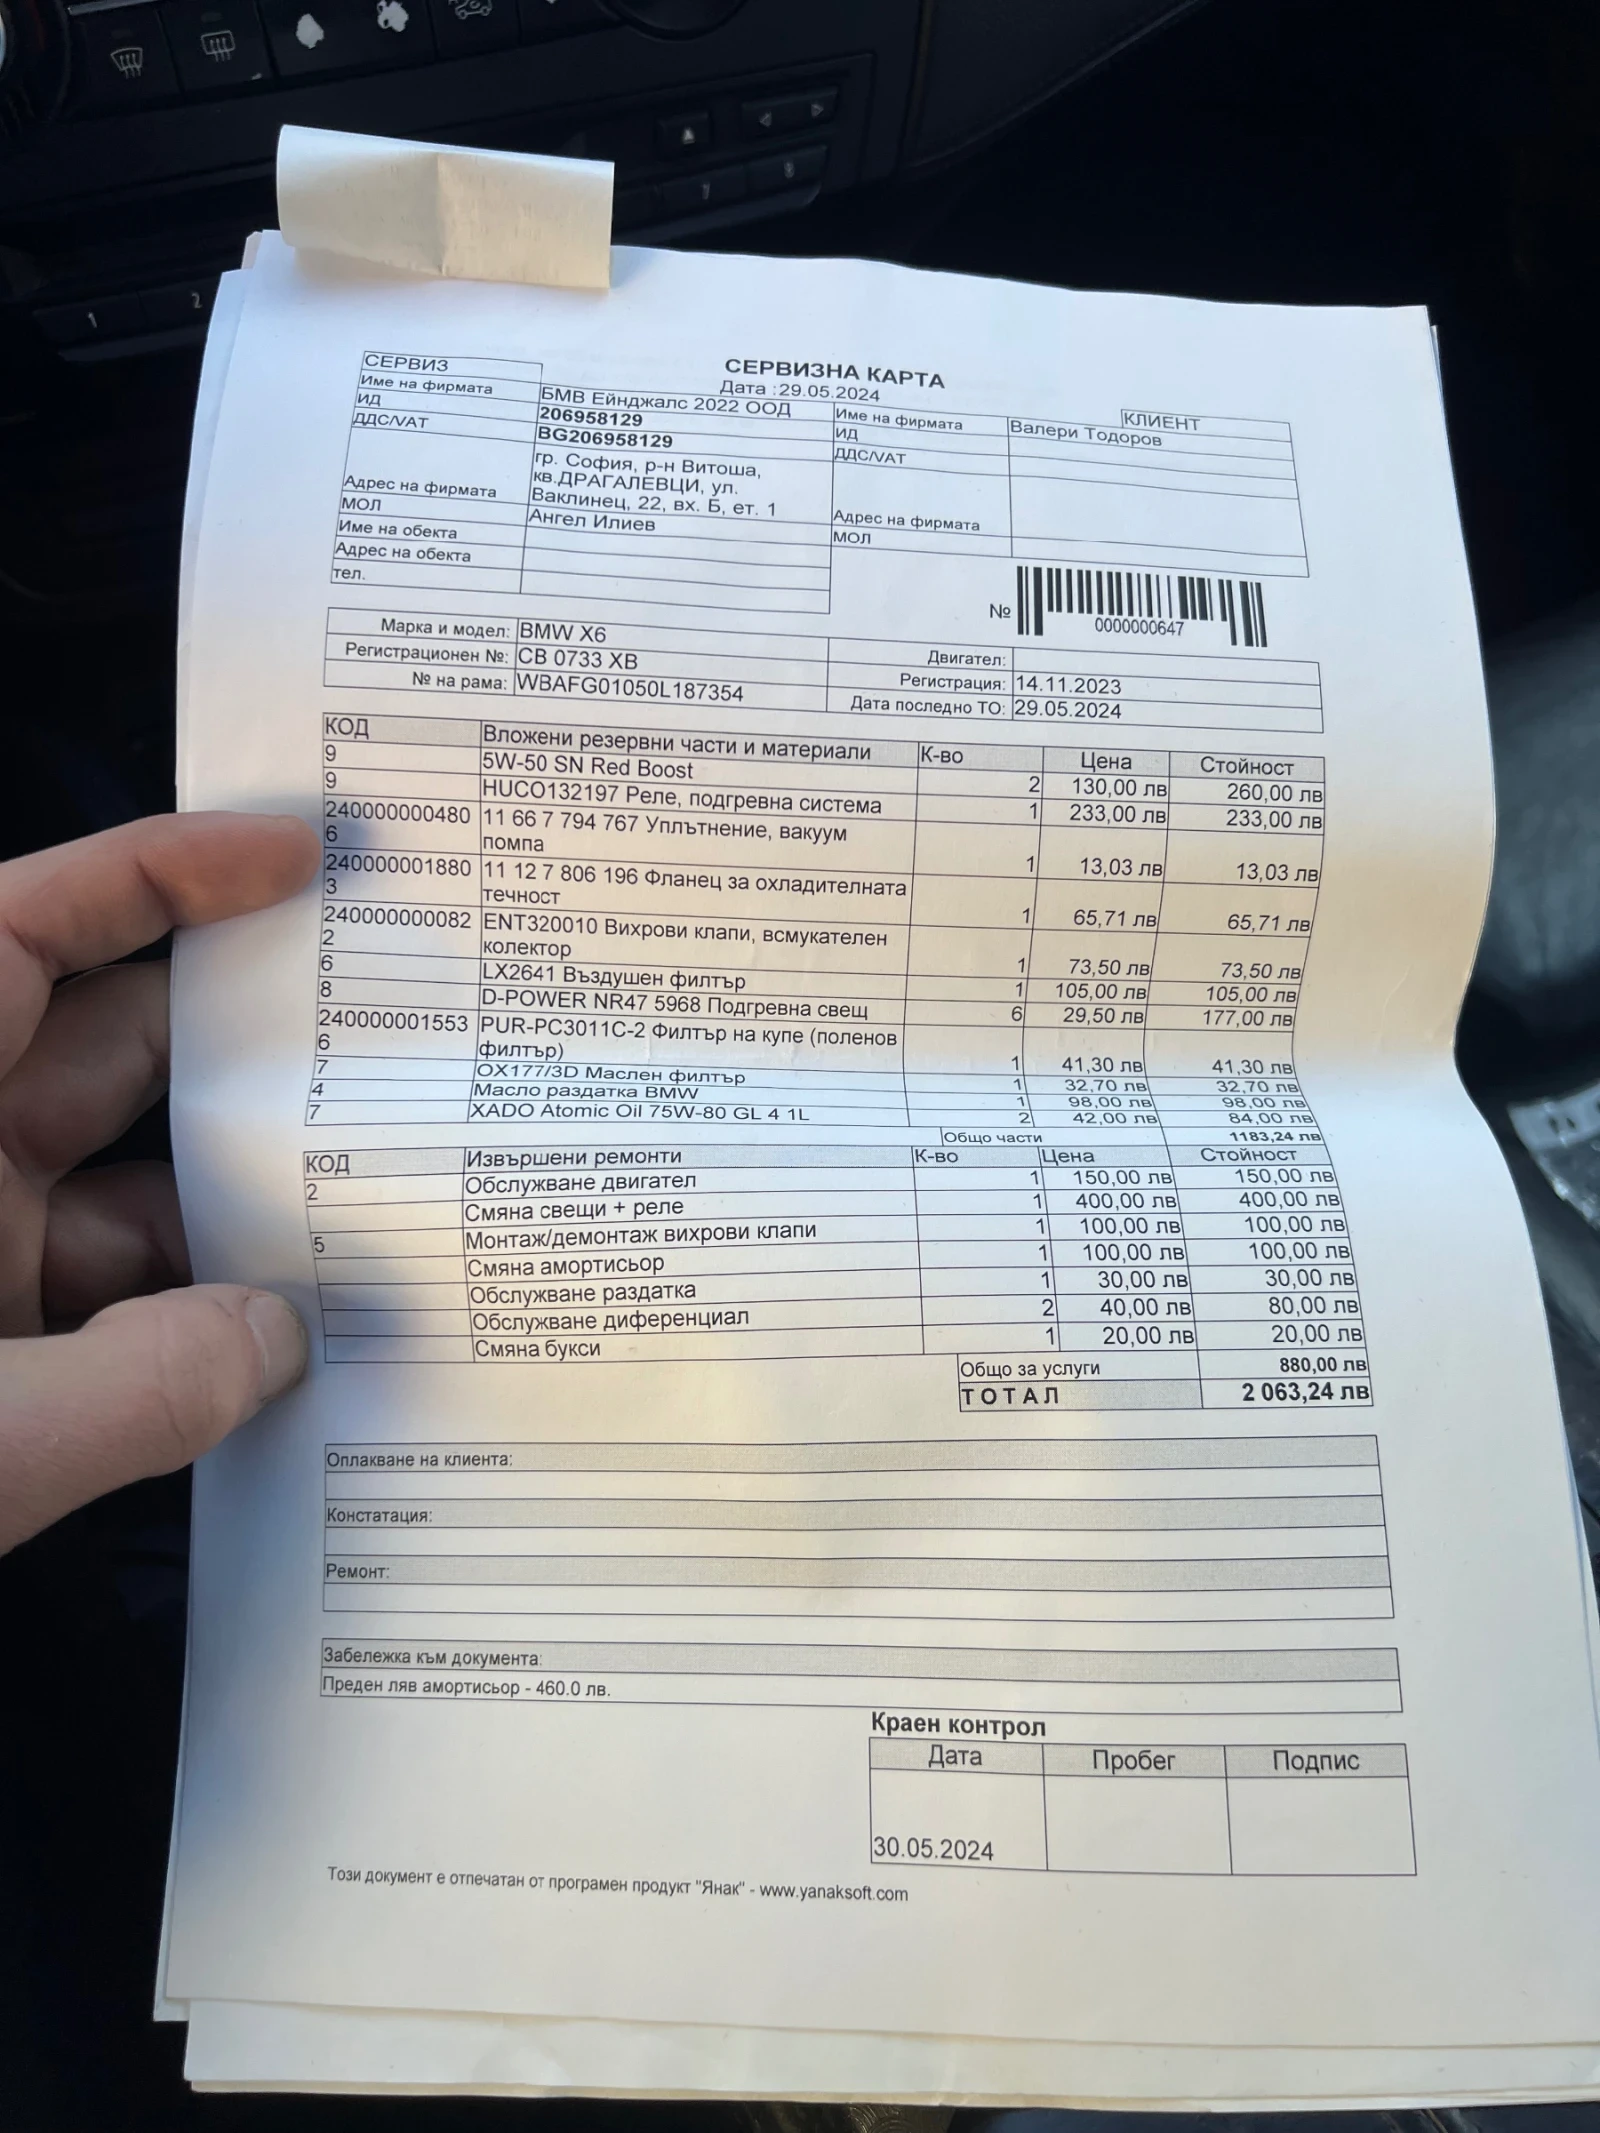 1
2
7
8
СЕРВИЗНА КАРТА
Дата :29.05.2024
СЕРВИЗ
Име на фирмата БМВ Ейнджалс 2022 ООД
ИД 206958129
ДДС/VAT BG206958129
Адрес на фирмата гр. София, р-н Витоша,
кв.ДРАГАЛЕВЦИ, ул.
Ваклинец, 22, вх. Б, ет. 1
МОЛ Ангел Илиев
Име на обекта
Адрес на обекта
тел.
КЛИЕНТ
Име на фирмата Валери Тодоров
ИД
ДДС/VAT
Адрес на фирмата
МОЛ
№ 0000000647
Марка и модел: BMW X6
Регистрационен №: CB 0733 XB
№ на рама: WBAFG01050L187354
Двигател:
Регистрация: 14.11.2023
Дата последно ТО: 29.05.2024
КОД Вложени резервни части и материали К-во Цена Стойност
9 5W-50 SN Red Boost 2 130,00 лв 260,00 лв
9 HUCO132197 Реле, подгревна система 1 233,00 лв 233,00 лв
240000000480 11 66 7 794 767 Уплътнение, вакуум
6 помпа 1 13,03 лв 13,03 лв
240000001880 11 12 7 806 196 Фланец за охладителната
3 течност 1 65,71 лв 65,71 лв
240000000082 ENT320010 Вихрови клапи, всмукателен
2 колектор 1 73,50 лв 73,50 лв
6 LX2641 Въздушен филтър 1 105,00 лв 105,00 лв
8 D-POWER NR47 5968 Подгревна свещ 6 29,50 лв 177,00 лв
240000001553 PUR-PC3011C-2 Филтър на купе (поленов
6 филтър) 1 41,30 лв 41,30 лв
7 OX177/3D Маслен филтър 1 32,70 лв 32,70 лв
4 Масло раздатка BMW 1 98,00 лв 98,00 лв
7 XADO Atomic Oil 75W-80 GL 4 1L 2 42,00 лв 84,00 лв
Общо части 1183,24 лв
КОД Извършени ремонти К-во Цена Стойност
2 Обслужване двигател 1 150,00 лв 150,00 лв
Смяна свещи + реле 1 400,00 лв 400,00 лв
5 Монтаж/демонтаж вихрови клапи 1 100,00 лв 100,00 лв
Смяна амортисьор 1 100,00 лв 100,00 лв
Обслужване раздатка 1 30,00 лв 30,00 лв
Обслужване диференциал 2 40,00 лв 80,00 лв
Смяна букси 1 20,00 лв 20,00 лв
Общо за услуги 880,00 лв
ТОТАЛ 2 063,24 лв
Оплакване на клиента:
Констатация:
Ремонт:
Забележка към документа:
Преден ляв амортисьор - 460.0 лв.
Краен контрол
Дата Пробег Подпис
30.05.2024
Този документ е отпечатан от програмен продукт "Янак" - www.yanaksoft.com